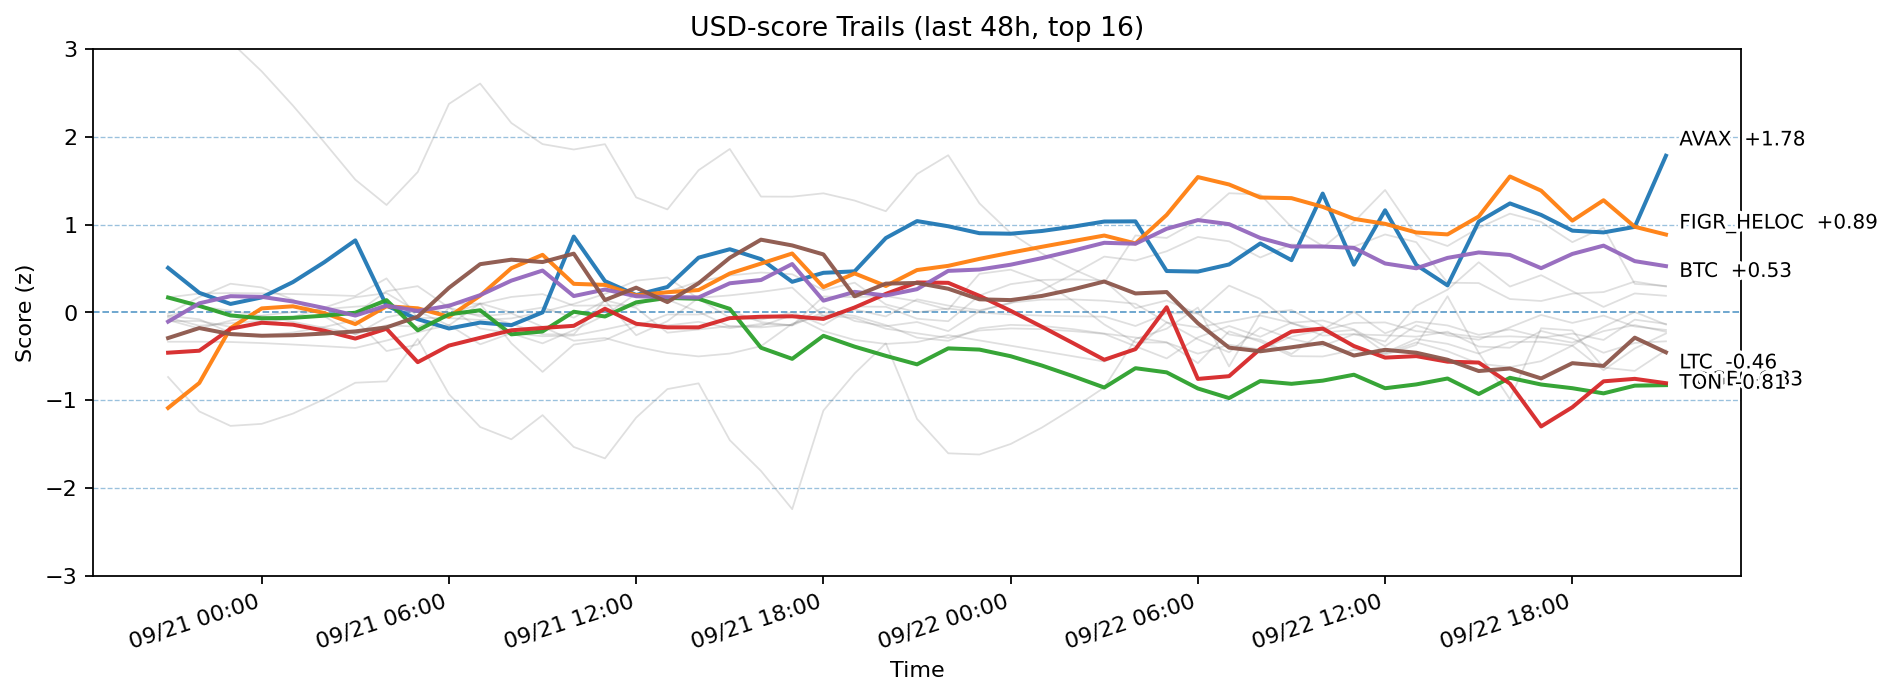 USD-score Trails (last 48h, top 16)
3
2
1
0
−1
−2
−3
Score (z)
AVAX +1.78
FIGR_HELOC +0.89
BTC +0.53
LTC -0.46
TON -0.81
09/21 00:00
09/21 06:00
09/21 12:00
09/21 18:00
09/22 00:00
09/22 06:00
09/22 12:00
09/22 18:00
Time